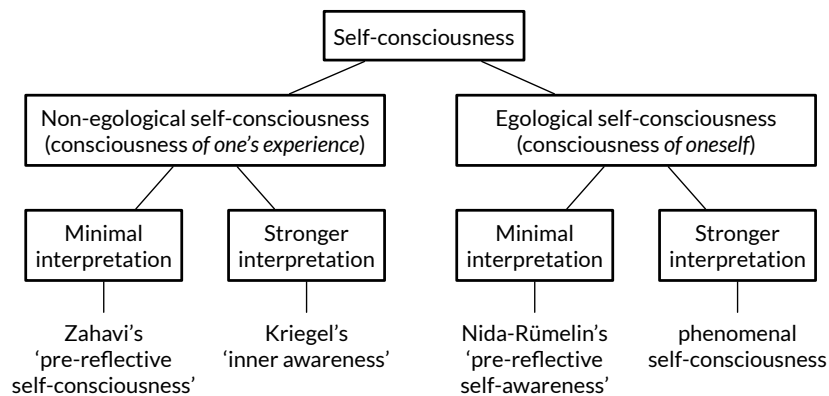 Self-consciousness
Non-egological self-consciousness
(consciousness of one's experience)
Egological self-consciousness
(consciousness of oneself)
Minimal
interpretation
Stronger
interpretation
Minimal
interpretation
Stronger
interpretation
Zahavi's
‘pre-reflective
self-consciousness’
Kriegel's
‘inner awareness’
Nida-Rümelin's
‘pre-reflective
self-awareness’
phenomenal
self-consciousness